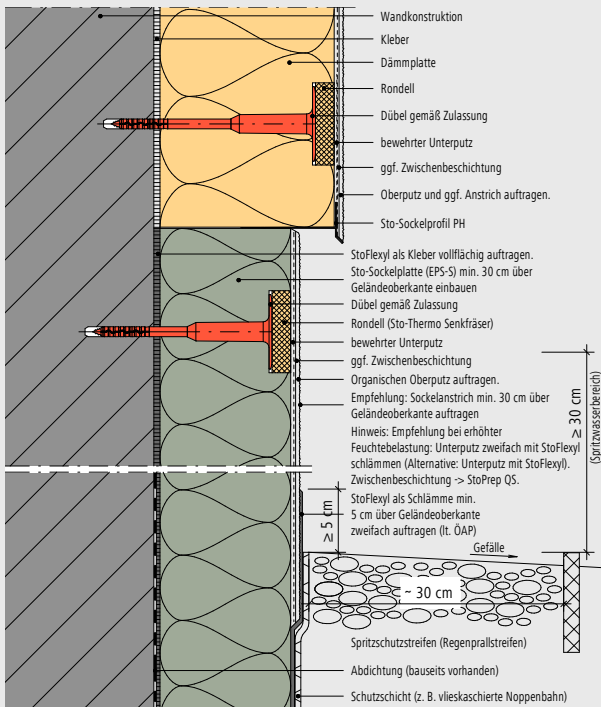 Wandkonstruktion
Kleber
Dämmplatte
Rondell
Dübel gemäß Zulassung
bewehrter Unterputz
ggf. Zwischenbeschichtung
Oberputz und ggf. Anstrich auftragen.
Sto-Sockelprofil PH
StoFlexyl als Kleber vollflächig auftragen.
Sto-Sockelplatte (EPS-S) min. 30 cm über
Geländeoberkante einbauen
Dübel gemäß Zulassung
Rondell (Sto-Thermo Senkfräser)
bewehrter Unterputz
ggf. Zwischenbeschichtung
Organischen Oberputz auftragen.
Empfehlung: Sockelanstrich min. 30 cm über
Geländeoberkante auftragen
Hinweis: Empfehlung bei erhöhter
Feuchtebelastung: Unterputz zweifach mit StoFlexyl
schlämmen (Alternative: Unterputz mit StoFlexyl).
Zwischenbeschichtung -> StoPrep QS.
StoFlexyl als Schlämme min.
5 cm über Geländeoberkante
zweifach auftragen (lt. ÖAP)
≥ 5 cm
≥ 30 cm
(Spritzwasserbereich)
Gefälle
~ 30 cm
Spritzschutzstreifen (Regenprallstreifen)
Abdichtung (bauseits vorhanden)
Schutzschicht (z. B. vlieskaschierte Noppenbahn)